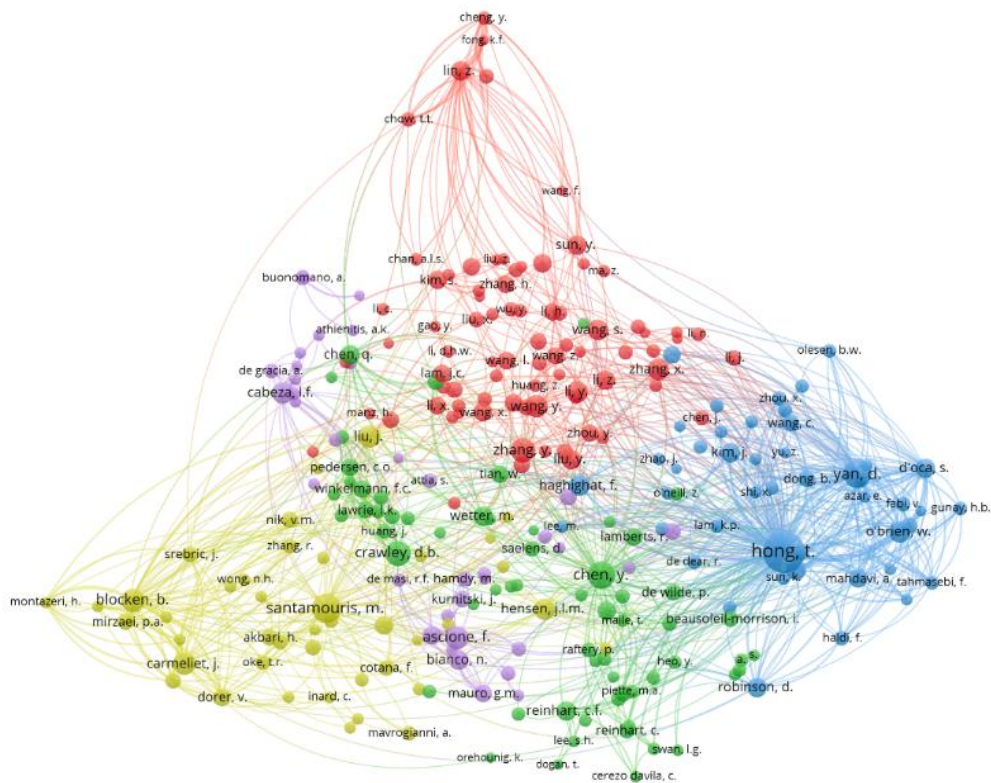 cheng, y.
fong, k.f.
lin, z.
chow, t.t.
wang, f.
sun, y.
chan, a.l.s.
liu, z.
ma, z.
buonomano, a.
kim, s.
zhang, h.
li, c.
wu, y.
li, h.
athienitis, a.k.
gao, y.
liu, x.
wang, s.
li, r.
olesen, b.w.
chen, q.
li, d.h.w.
wang, l.
wang, z.
li, j.
de gracia, a.
lam, j.c.
zhang, x.
huang, z.
li, z.
cabeza, l.f.
li, y.
zhou, x.
manz, h.
li, x.
wang, x.
wang, y.
chen, j.
wang, c.
liu, j.
zhou, y.
zhang, y.
liu, y.
zhao, j.
kim, j.
yu, z.
pedersen, c.o.
attia, s.
tian, w.
haghighat, f.
dong, b.
yan, d.
d'oca, s.
winkelmann, f.c.
o'neill, z.
shi, x.
azar, e.
fabi, v.
gunay, h.b.
lawrie, l.k.
wetter, m.
nik, v.m.
huang, j.
lee, m.
lam, k.p.
o'brien, w.
zhang, r.
lamberts, r.
srebric, j.
crawley, d.b.
saelens, d.
hong, t.
de dear, r.
sun, k.
wong, n.h.
de masi, r.f.
hamdy, m.
chen, y.
mahdavi, a.
tahmasebi, f.
montazeri, h.
blocken, b.
kurnitski, j.
de wilde, p.
santamouris, m.
hensen, j.l.m.
mirzaei, p.a.
maile, t.
beausoleil-morrison, i.
akbari, h.
ascione, f.
haldi, f.
carmeliet, j.
oke, t.r.
cotana, f.
bianco, n.
raftery, p.
heo, y.
a, s.
dorer, v.
inard, c.
mauro, g.m.
piette, m.a.
robinson, d.
reinhart, c.f.
mavrogianni, a.
reinhart, c.
lee, s.h.
swan, l.g.
orehounig, k.
dogan, t.
cerezo davila, c.